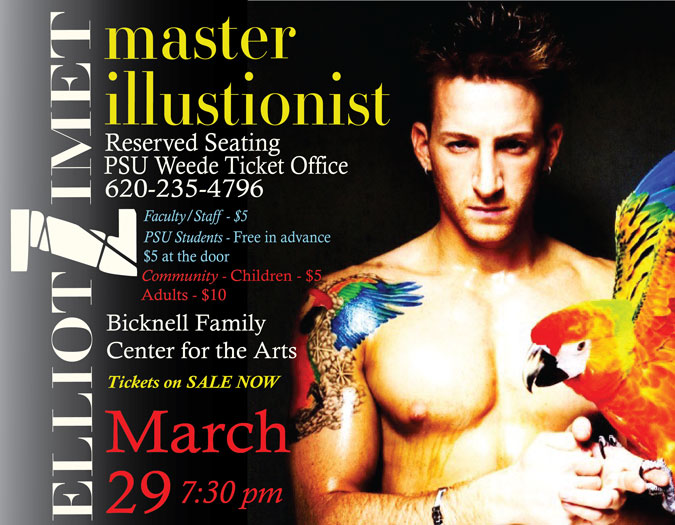 ELLIOT ZIMET
master
illustionist
Reserved Seating
PSU Weede Ticket Office
620-235-4796
Faculty/Staff - $5
PSU Students - Free in advance
$5 at the door
Community - Children - $5
Adults - $10
Bicknell Family
Center for the Arts
Tickets on SALE NOW
March
29 7:30 pm